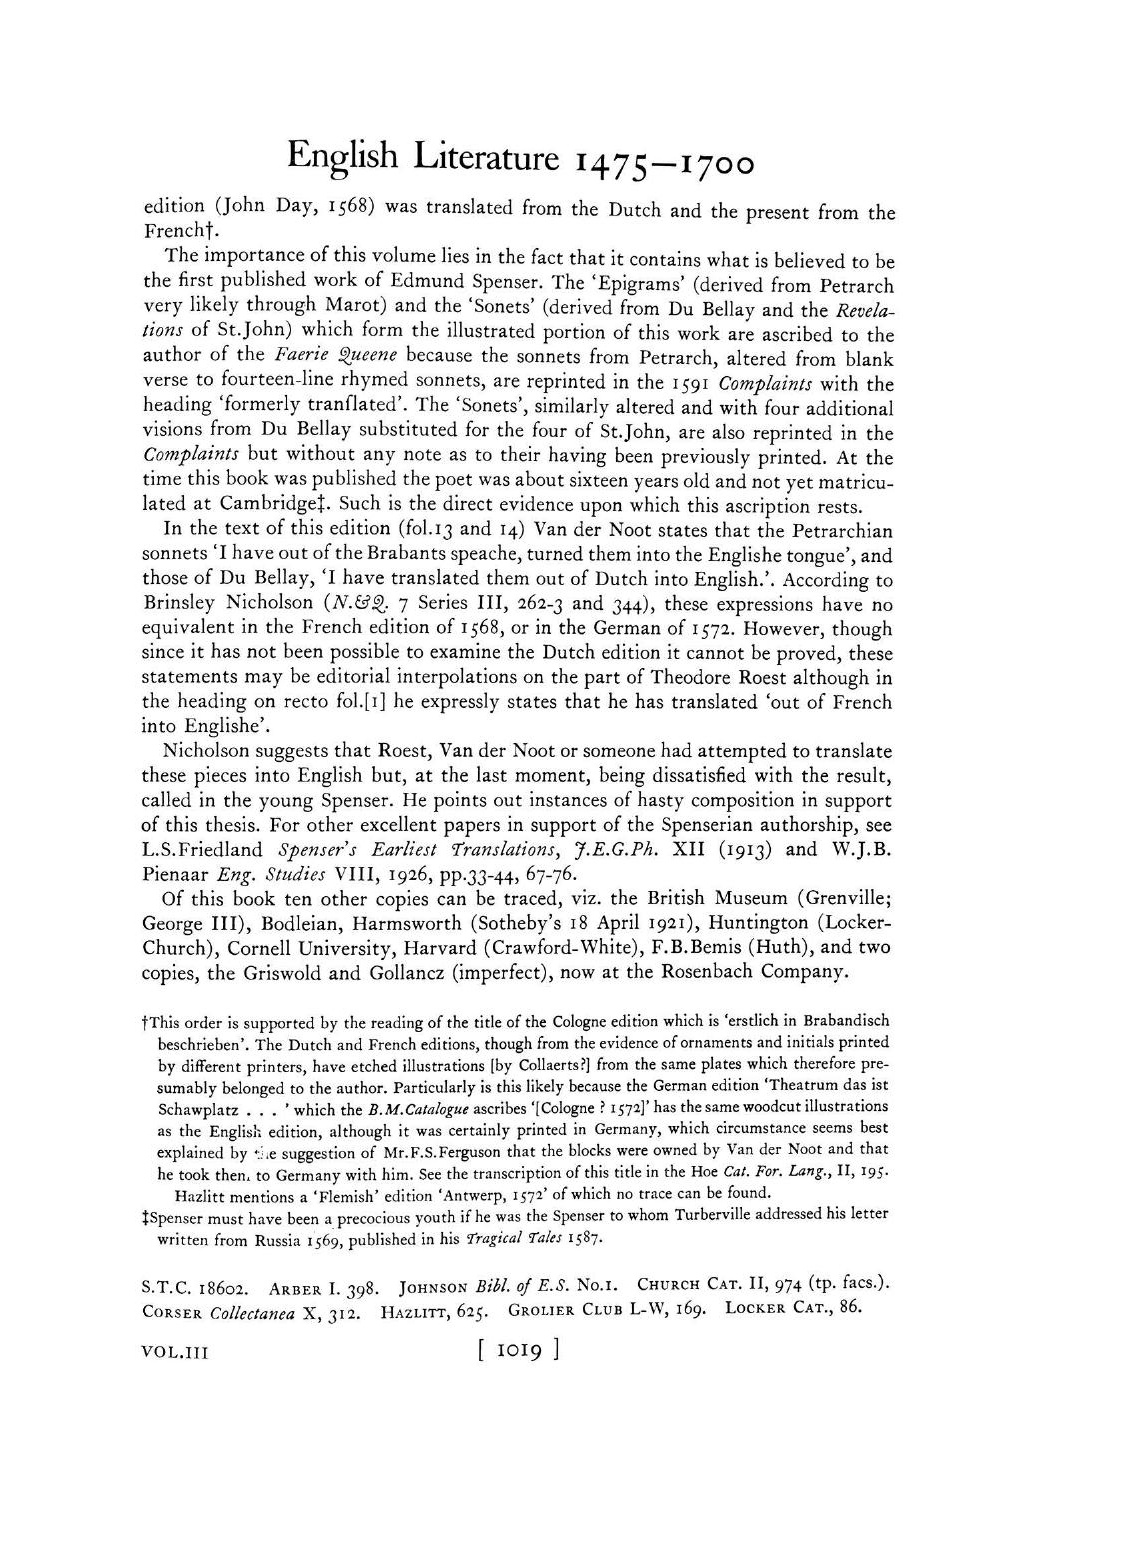 English Literature 1475—1700
edition (John Day, 1568) was translated from the Dutch and the present from the
French†.
The importance of this volume lies in the fact that it contains what is believed to be
the first published work of Edmund Spenser. The ‘Epigrams’ (derived from Petrarch
very likely through Marot) and the ‘Sonets’ (derived from Du Bellay and the Revela-
tions of St.John) which form the illustrated portion of this work are ascribed to the
author of the Faerie Queene because the sonnets from Petrarch, altered from blank
verse to fourteen-line rhymed sonnets, are reprinted in the 1591 Complaints with the
heading ‘formerly tranſlated’. The ‘Sonets’, similarly altered and with four additional
visions from Du Bellay substituted for the four of St.John, are also reprinted in the
Complaints but without any note as to their having been previously printed. At the
time this book was published the poet was about sixteen years old and not yet matricu-
lated at Cambridge‡. Such is the direct evidence upon which this ascription rests.
In the text of this edition (fol.13 and 14) Van der Noot states that the Petrarchian
sonnets ‘I have out of the Brabants speache, turned them into the Englishe tongue’, and
those of Du Bellay, ‘I have translated them out of Dutch into English.’. According to
Brinsley Nicholson (N.&Q. 7 Series III, 262-3 and 344), these expressions have no
equivalent in the French edition of 1568, or in the German of 1572. However, though
since it has not been possible to examine the Dutch edition it cannot be proved, these
statements may be editorial interpolations on the part of Theodore Roest although in
the heading on recto fol.[1] he expressly states that he has translated ‘out of French
into Englishe’.
Nicholson suggests that Roest, Van der Noot or someone had attempted to translate
these pieces into English but, at the last moment, being dissatisfied with the result,
called in the young Spenser. He points out instances of hasty composition in support
of this thesis. For other excellent papers in support of the Spenserian authorship, see
L.S.Friedland Spenser's Earliest Translations, J.E.G.Ph. XII (1913) and W.J.B.
Pienaar Eng. Studies VIII, 1926, pp.33-44, 67-76.
Of this book ten other copies can be traced, viz. the British Museum (Grenville;
George III), Bodleian, Harmsworth (Sotheby's 18 April 1921), Huntington (Locker-
Church), Cornell University, Harvard (Crawford-White), F.B.Bemis (Huth), and two
copies, the Griswold and Gollancz (imperfect), now at the Rosenbach Company.
†This order is supported by the reading of the title of the Cologne edition which is ‘erstlich in Brabandisch
beschrieben’. The Dutch and French editions, though from the evidence of ornaments and initials printed
by different printers, have etched illustrations [by Collaerts?] from the same plates which therefore pre-
sumably belonged to the author. Particularly is this likely because the German edition ‘Theatrum das ist
Schawplatz . . . ’ which the B.M.Catalogue ascribes ‘[Cologne ? 1572]’ has the same woodcut illustrations
as the English edition, although it was certainly printed in Germany, which circumstance seems best
explained by the suggestion of Mr.F.S.Ferguson that the blocks were owned by Van der Noot and that
he took them to Germany with him. See the transcription of this title in the Hoe Cat. For. Lang., II, 195.
Hazlitt mentions a ‘Flemish’ edition ‘Antwerp, 1572’ of which no trace can be found.
‡Spenser must have been a precocious youth if he was the Spenser to whom Turberville addressed his letter
written from Russia 1569, published in his Tragical Tales 1587.
S.T.C. 18602. ARBER I. 398. JOHNSON Bibl. of E.S. No.1. CHURCH CAT. II, 974 (tp. facs.).
CORSER Collectanea X, 312. HAZLITT, 625. GROLIER CLUB L-W, 169. LOCKER CAT., 86.
VOL.III [ 1019 ]